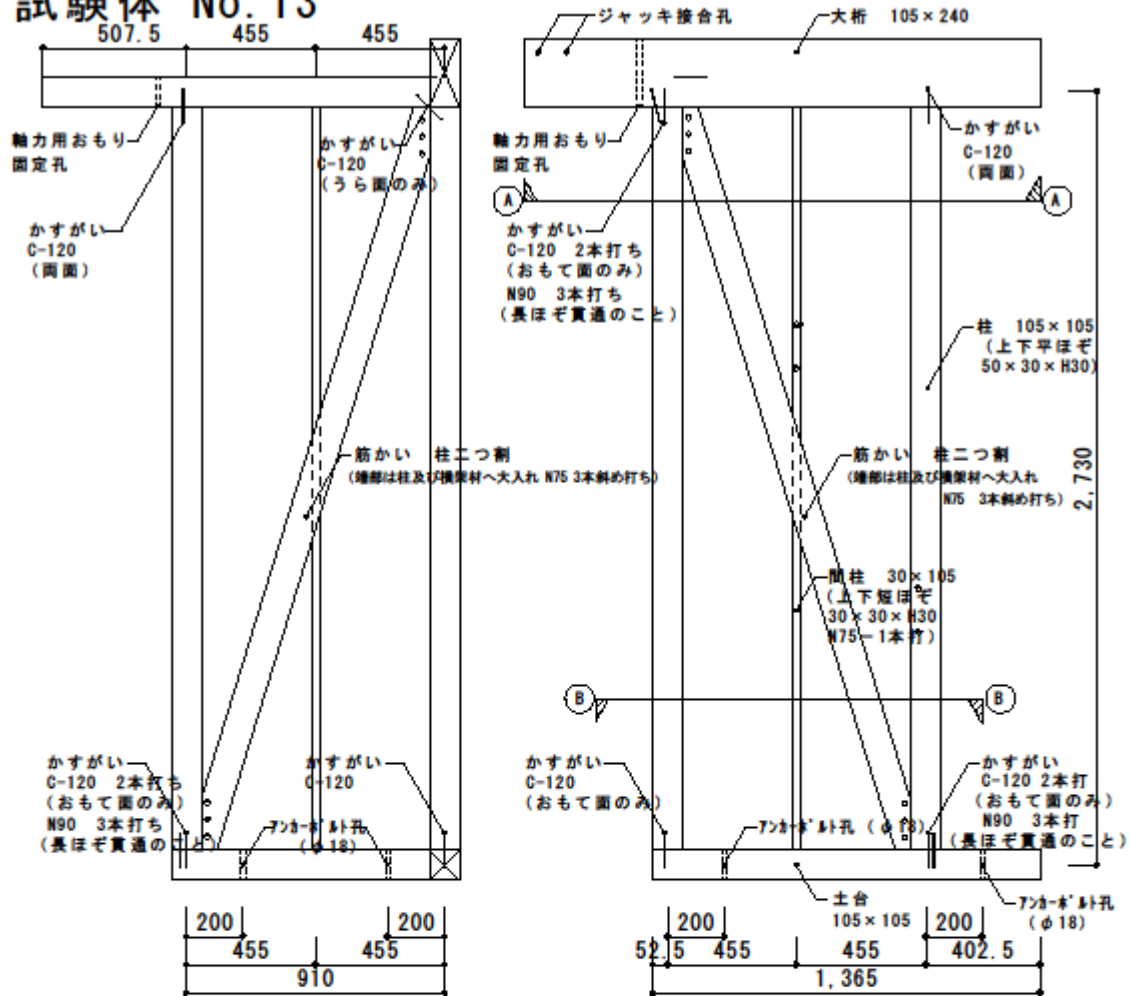 試験体 No.13
507.5
455
455
軸力用おもり
固定孔
かすがい
C-120
(うら面のみ)
かすがい
C-120
(両面)
筋かい 柱二つ割
(端部は柱及び横架材へ大入れ N75 3本斜め打ち)
かすがい
C-120 2本打ち
(おもて面のみ)
N90 3本打ち
(長ほぞ貫通のこと)
かすがい
C-120
アンカーボルト孔
(φ18)
200
200
455
455
910
ジャッキ接合孔
大桁 105×240
軸力用おもり
固定孔
かすがい
C-120
(両面)
A
A
かすがい
C-120 2本打ち
(おもて面のみ)
N90 3本打ち
(長ほぞ貫通のこと)
柱 105×105
(上下平ほぞ
50×30×H30)
筋かい 柱二つ割
(端部は柱及び横架材へ大入れ
N75 3本斜め打ち)
2,730
間柱 30×105
(上下短ほぞ
30×30×H30
N75-1本打)
B
B
かすがい
C-120
(おもて面のみ)
アンカーボルト孔(φ18)
かすがい
C-120 2本打
(おもて面のみ)
N90 3本打
(長ほぞ貫通のこと)
土台
105×105
アンカーボルト孔
(φ18)
200
200
52.5
455
455
402.5
1,365